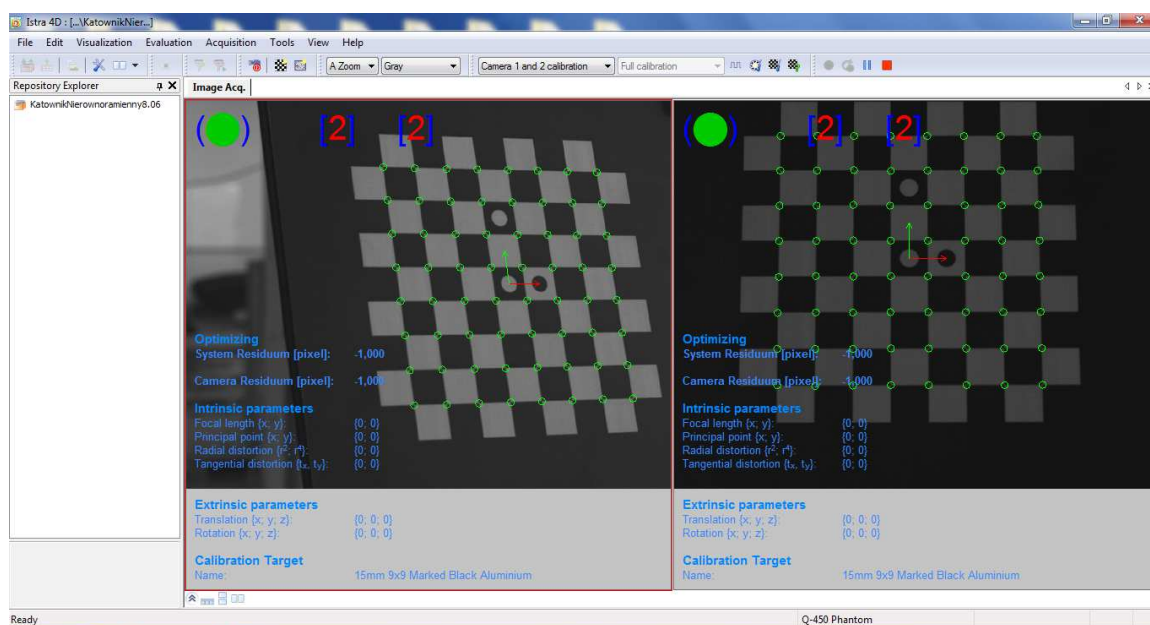 Istra 4D : [...\KatownikNier...]
File Edit Visualization Evaluation Acquisition Tools View Help
A Zoom Gray Camera 1 and 2 calibration Full calibration
Repository Explorer
Image Acq.
KatownikNierownoramienny8.06
[2] [2]
Optimizing
System Residuum [pixel]: -1,000
Camera Residuum [pixel]: -1,000
Intrinsic parameters
Focal length {x; y}: {0; 0}
Principal point {x; y}: {0; 0}
Radial distortion {r²; r⁴}: {0; 0}
Tangential distortion {tx, ty}: {0; 0}
Extrinsic parameters
Translation {x; y; z}: {0; 0; 0}
Rotation {x; y; z}: {0; 0; 0}
Calibration Target
Name: 15mm 9x9 Marked Black Aluminium
[2] [2]
Optimizing
System Residuum [pixel]: -1,000
Camera Residuum [pixel]: -1,000
Intrinsic parameters
Focal length {x; y}: {0; 0}
Principal point {x; y}: {0; 0}
Radial distortion {r²; r⁴}: {0; 0}
Tangential distortion {tx, ty}: {0; 0}
Extrinsic parameters
Translation {x; y; z}: {0; 0; 0}
Rotation {x; y; z}: {0; 0; 0}
Calibration Target
Name: 15mm 9x9 Marked Black Aluminium
Ready Q-450 Phantom